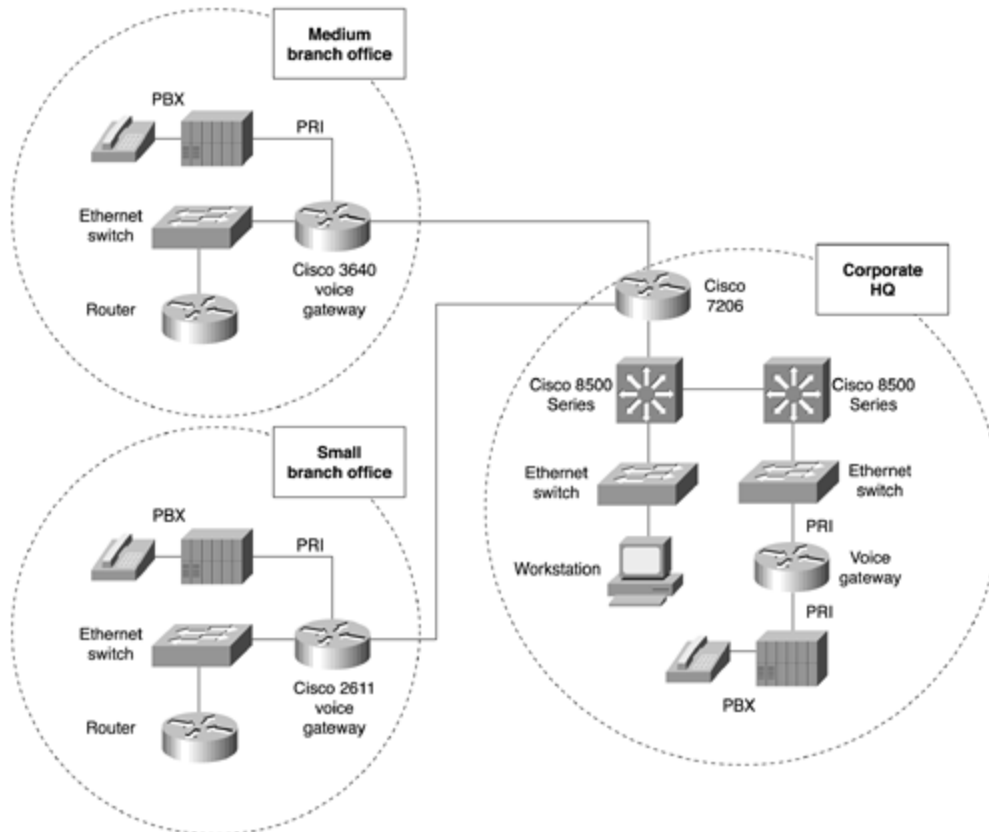 Medium
branch office
PBX
PRI
Ethernet
switch
Cisco 3640
voice
gateway
Router
Small
branch office
PBX
PRI
Ethernet
switch
Cisco 2611
voice
gateway
Router
Corporate
HQ
Cisco
7206
Cisco 8500
Series
Cisco 8500
Series
Ethernet
switch
Ethernet
switch
PRI
Workstation
Voice
gateway
PRI
PBX